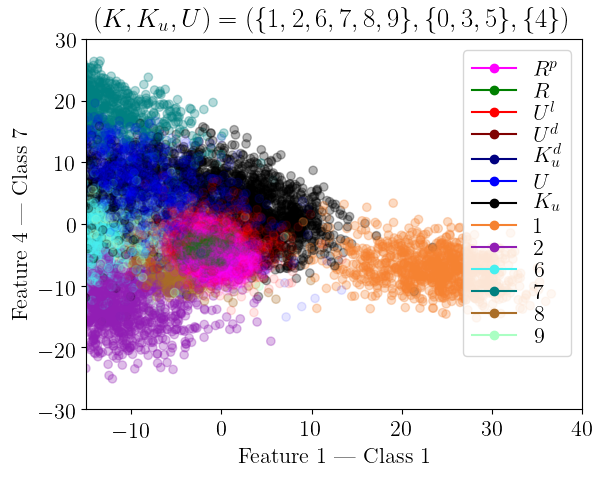 (K, K_u, U) = ({1, 2, 6, 7, 8, 9}, {0, 3, 5}, {4})
30
20
10
0
−10
−20
−30
Feature 4 — Class 7
−10
0
10
20
30
40
Feature 1 — Class 1
R^p
R
U^l
U^d
K_u^d
U
K_u
1
2
6
7
8
9